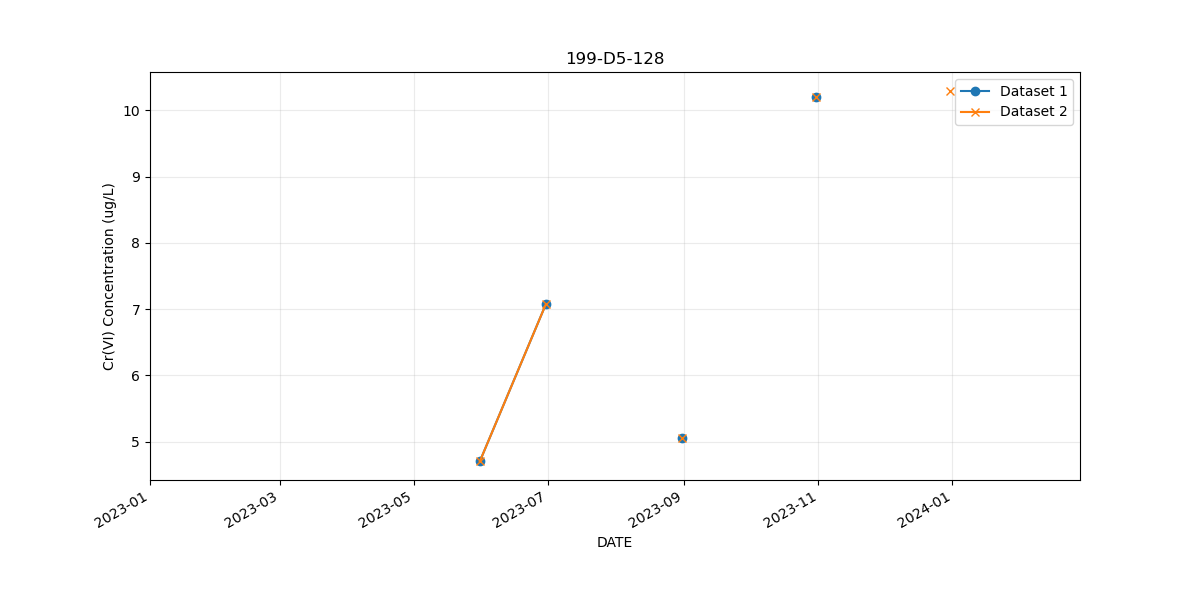 199-D5-128
Dataset 1
Dataset 2
Cr(VI) Concentration (ug/L)
10
9
8
7
6
5
2023-01
2023-03
2023-05
2023-07
2023-09
2023-11
2024-01
DATE